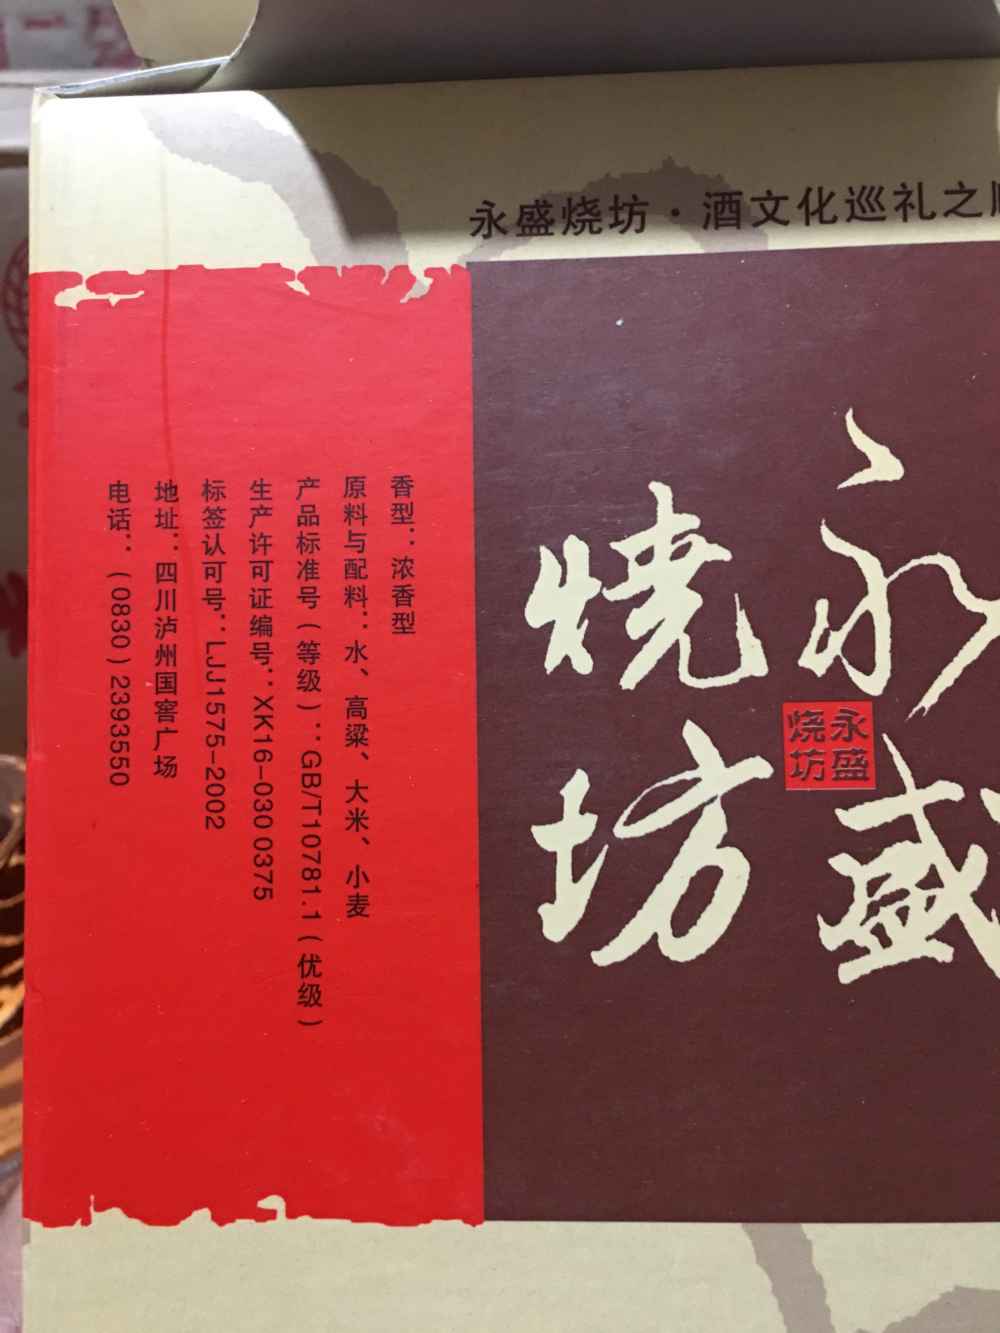 永盛烧坊·酒文化巡礼之
永盛
烧坊
永盛
烧坊
香型：浓香型
原料与配料：水、高粱、大米、小麦
产品标准号（等级）：GB/T10781.1（优级）
生产许可证编号：XK16-030 0375
标签认可号：LJJ1575-2002
地址：四川泸州国窖广场
电话：(0830)2393550